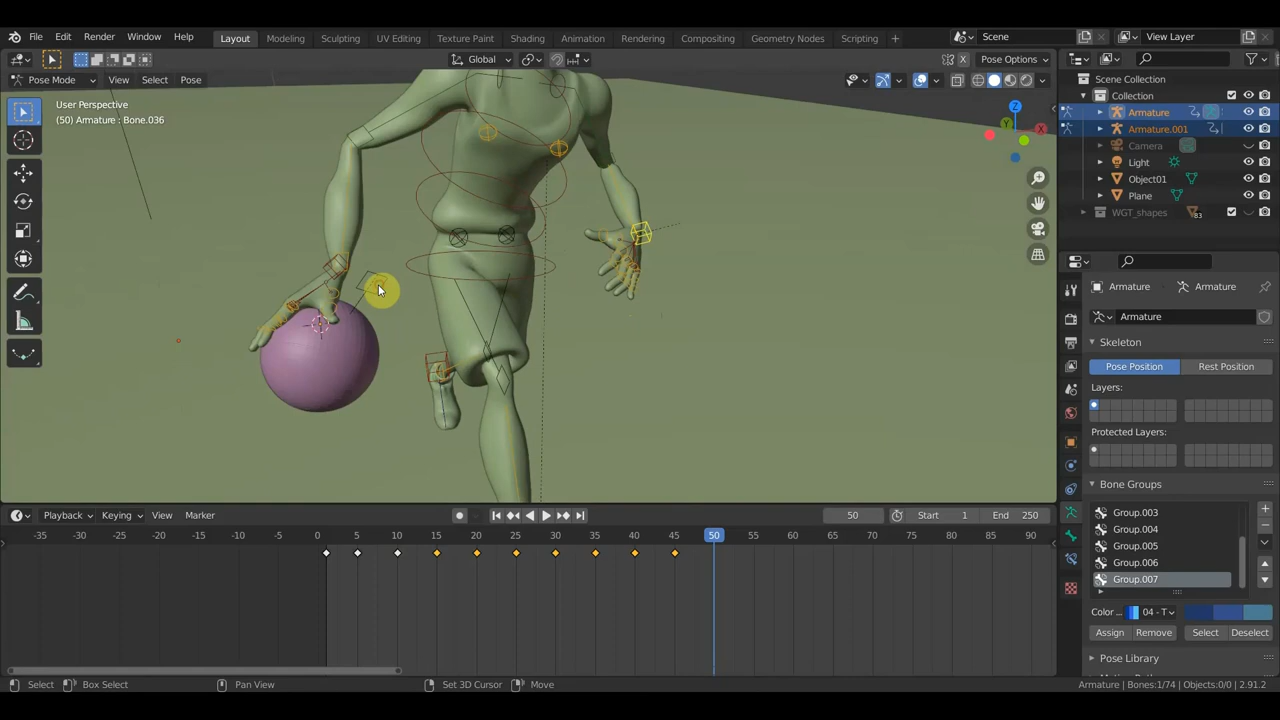 File Edit Render Window Help
Layout Modeling Sculpting UV Editing Texture Paint Shading Animation Rendering Compositing Geometry Nodes Scripting +
Scene
View Layer
Global
Pose Options
Pose Mode View Select Pose
X
User Perspective
(50) Armature : Bone.036
Z
Y
X
Scene Collection
Collection
Armature
Armature.001
Camera
Light
Object01
Plane
WGT_shapes 83
Armature Armature
Armature
Skeleton
Pose Position Rest Position
Layers:
Protected Layers:
Bone Groups
Group.003
Group.004
Group.005
Group.006
Group.007
Color ... 04 - T
Assign Remove Select Deselect
Pose Library
Playback Keying View Marker
50 Start 1 End 250
-35 -30 -25 -20 -15 -10 -5 0 5 10 15 20 25 30 35 40 45 50 55 60 65 70 75 80 85 90
Select Box Select Pan View Set 3D Cursor Move
Armature | Bones:1/74 | Objects:0/0 | 2.91.2